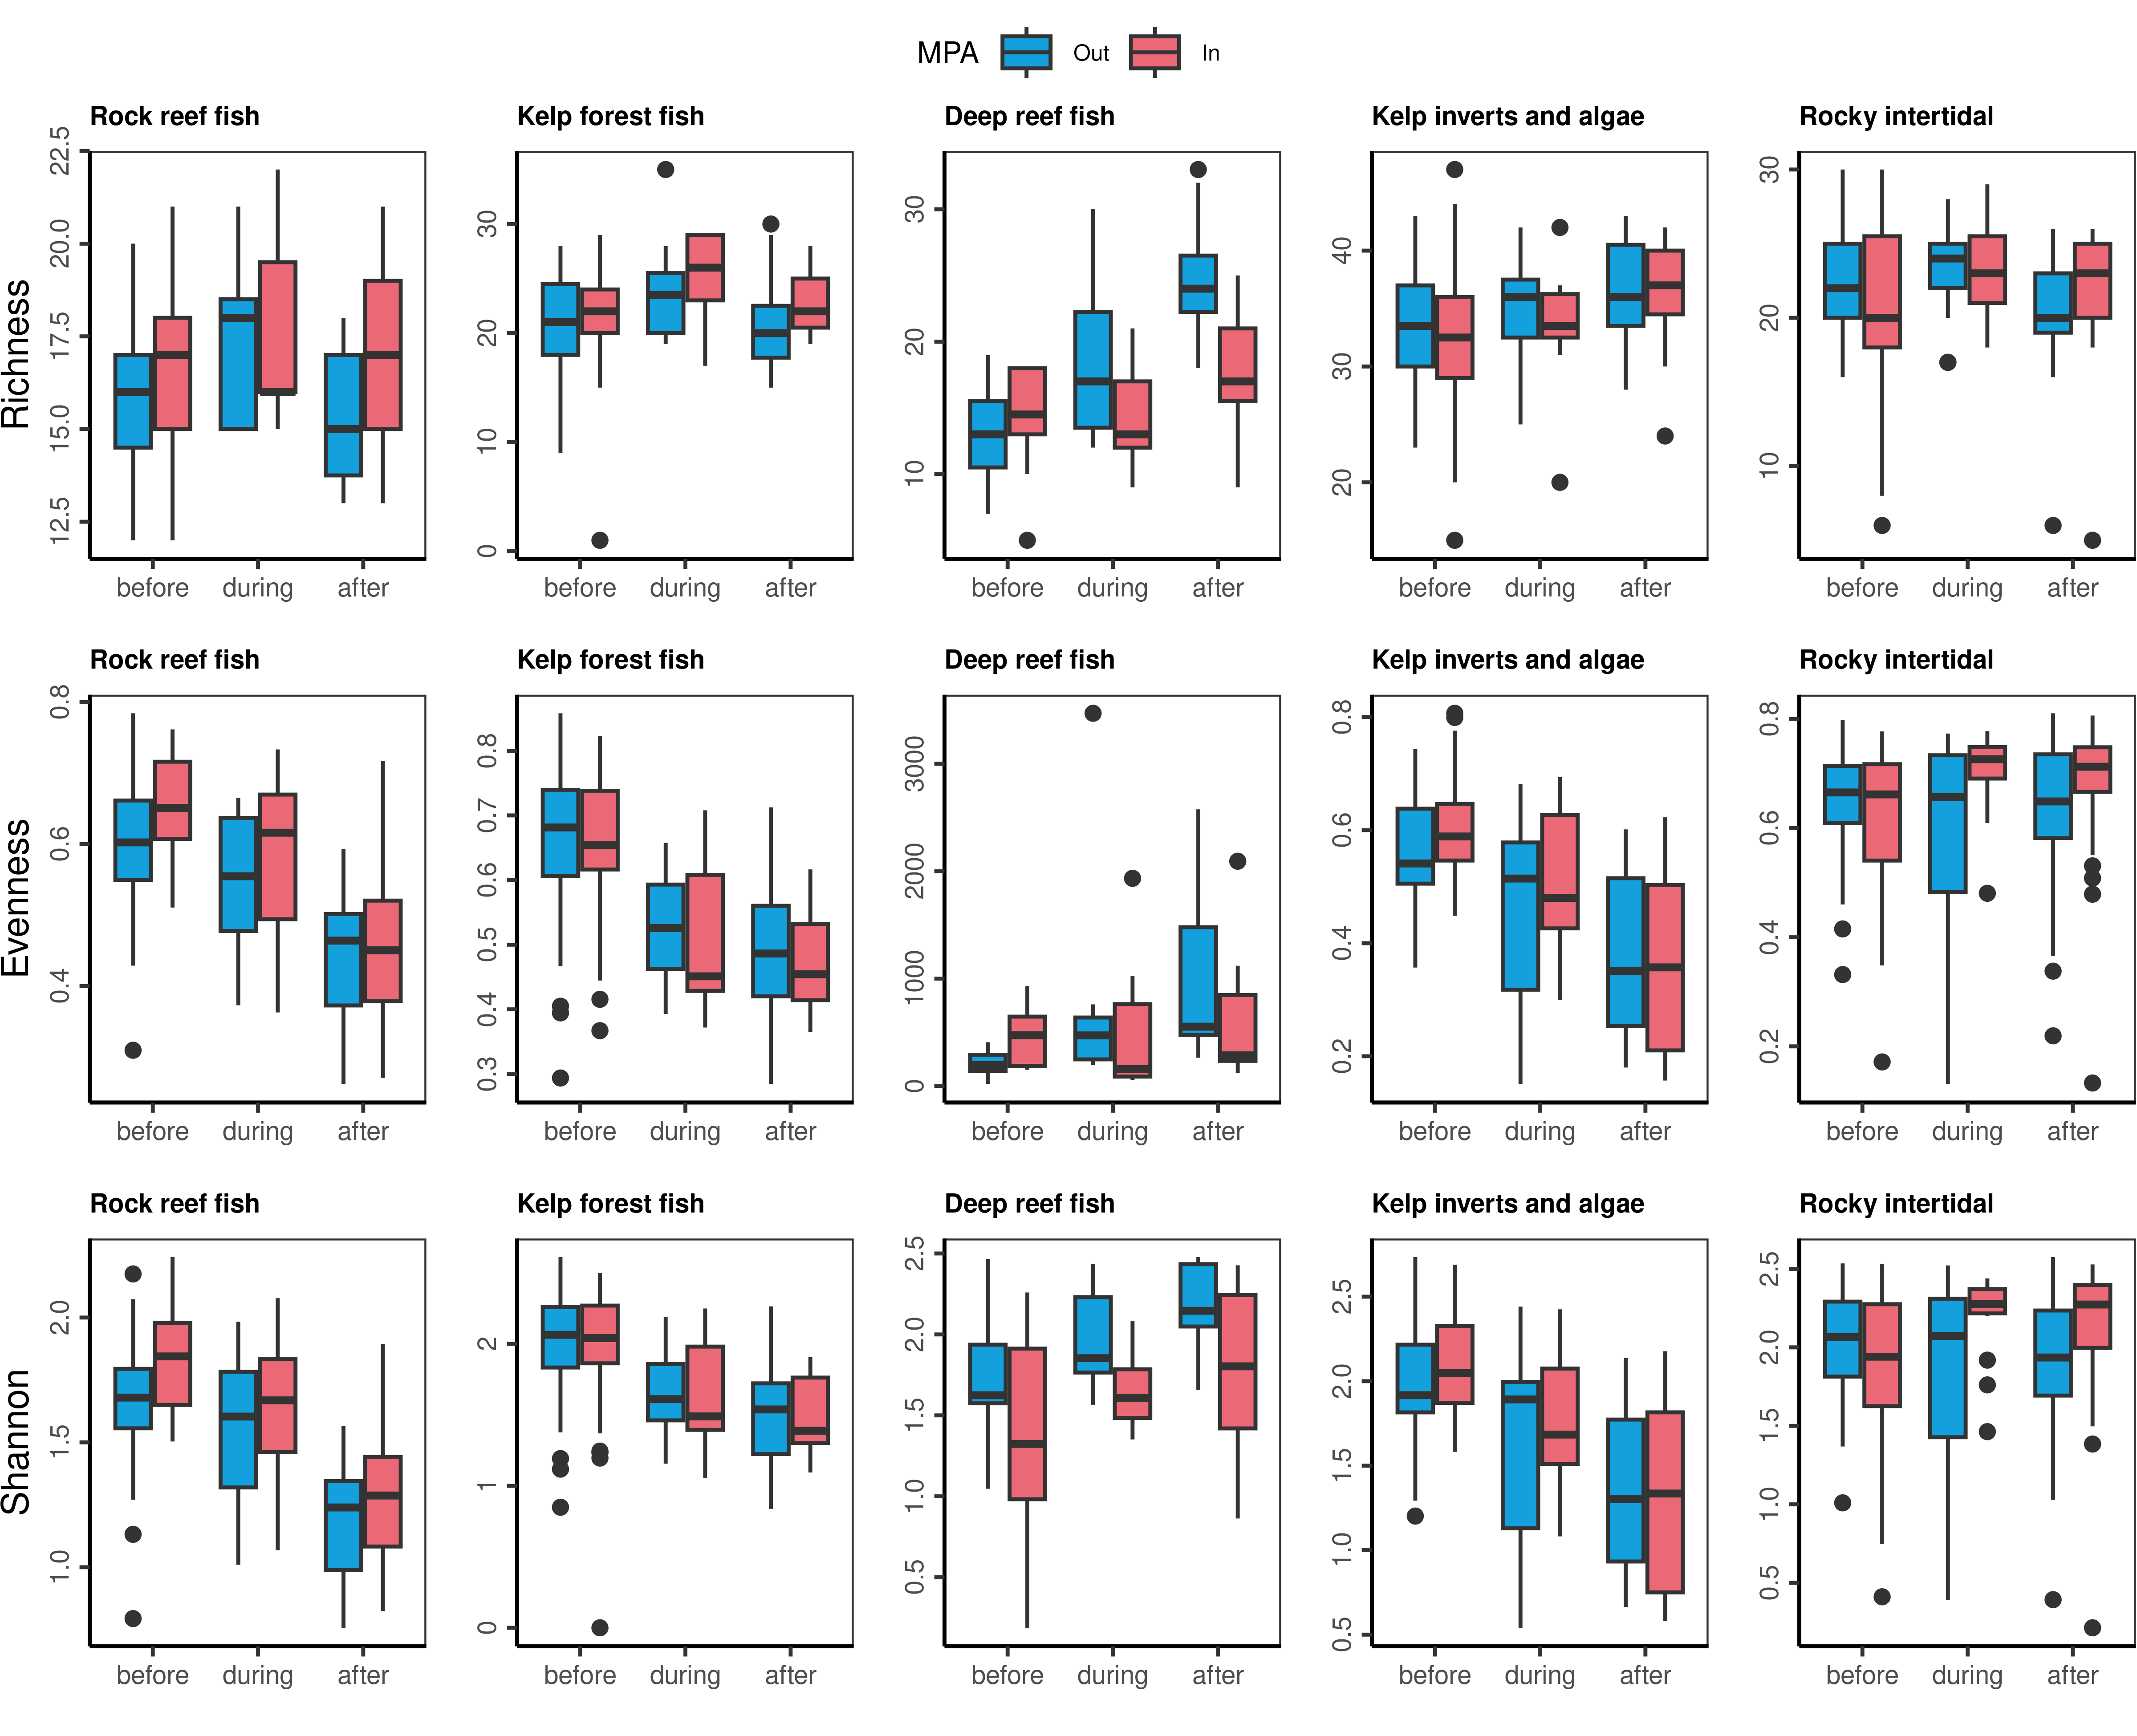 MPA Out In
Rock reef fish Kelp forest fish Deep reef fish Kelp inverts and algae Rocky intertidal
Richness
22.5 20.0 17.5 15.0 12.5
30 20 10 0
30 20 10
40 30 20
30 20 10
before during after before during after before during after before during after before during after
Rock reef fish Kelp forest fish Deep reef fish Kelp inverts and algae Rocky intertidal
Evenness
0.8 0.6 0.4
0.8 0.7 0.6 0.5 0.4 0.3
3000 2000 1000 0
0.8 0.6 0.4 0.2
0.8 0.6 0.4 0.2
before during after before during after before during after before during after before during after
Rock reef fish Kelp forest fish Deep reef fish Kelp inverts and algae Rocky intertidal
Shannon
2.0 1.5 1.0
2 1 0
2.5 2.0 1.5 1.0 0.5
2.5 2.0 1.5 1.0 0.5
2.5 2.0 1.5 1.0 0.5
before during after before during after before during after before during after before during after